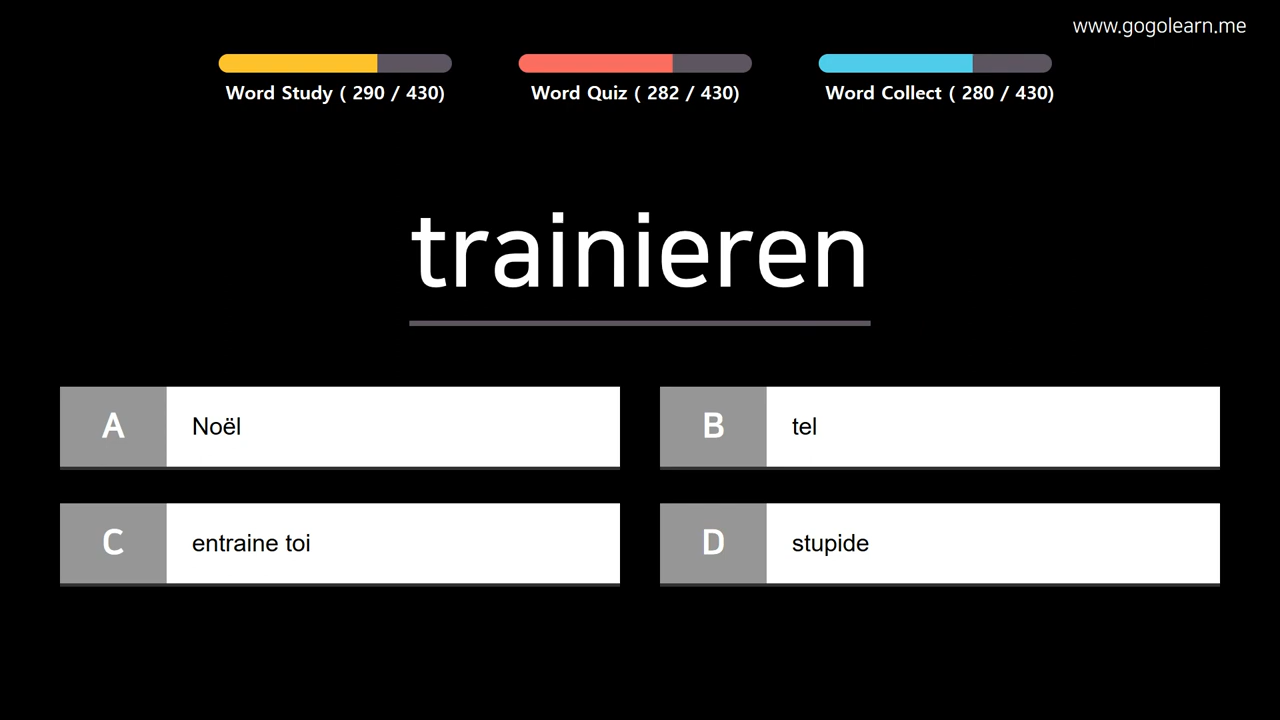 www.gogolearn.me
Word Study ( 290 / 430)
Word Quiz ( 282 / 430)
Word Collect ( 280 / 430)
trainieren
A
Noël
B
tel
C
entraine toi
D
stupide